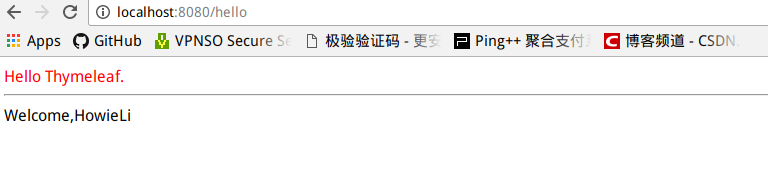 localhost:8080/hello
Apps GitHub VPNSO Secure Se 极验验证码 - 更安 Ping++ 聚合支付 博客频道 - CSDN.
Hello Thymeleaf.
Welcome,HowieLi